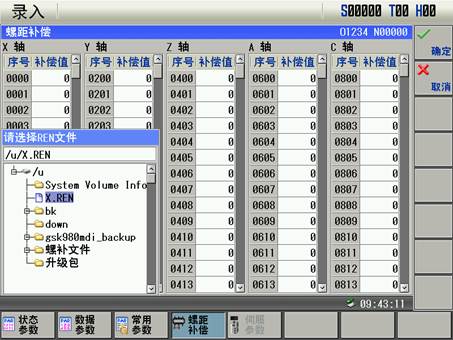 录入 S00000 T00 H00
螺距补偿 O1234 N00000
X 轴 Y 轴 Z 轴 A 轴 C 轴
序号 补偿值 序号 补偿值 序号 补偿值 序号 补偿值 序号 补偿值
0000 0 0200 0 0400 0 0600 0 0800 0
0001 0 0201 0 0401 0 0601 0 0801 0
0002 0 0202 0 0402 0 0602 0 0802 0
0003 0 0203 0 0403 0 0603 0 0803 0
0404 0 0604 0 0804 0
0405 0 0605 0 0805 0
0406 0 0606 0 0806 0
0407 0 0607 0 0807 0
0408 0 0608 0 0808 0
0409 0 0609 0 0809 0
0410 0 0610 0 0810 0
0411 0 0611 0 0811 0
0412 0 0612 0 0812 0
0413 0 0613 0 0813 0
请选择REN文件
/u/X.REN
/u
System Volume Info
X.REN
bk
down
gsk980mdi_backup
螺补文件
升级包
确定
取消
09:43:11
状态参数
数据参数
常用参数
螺距补偿
伺服参数